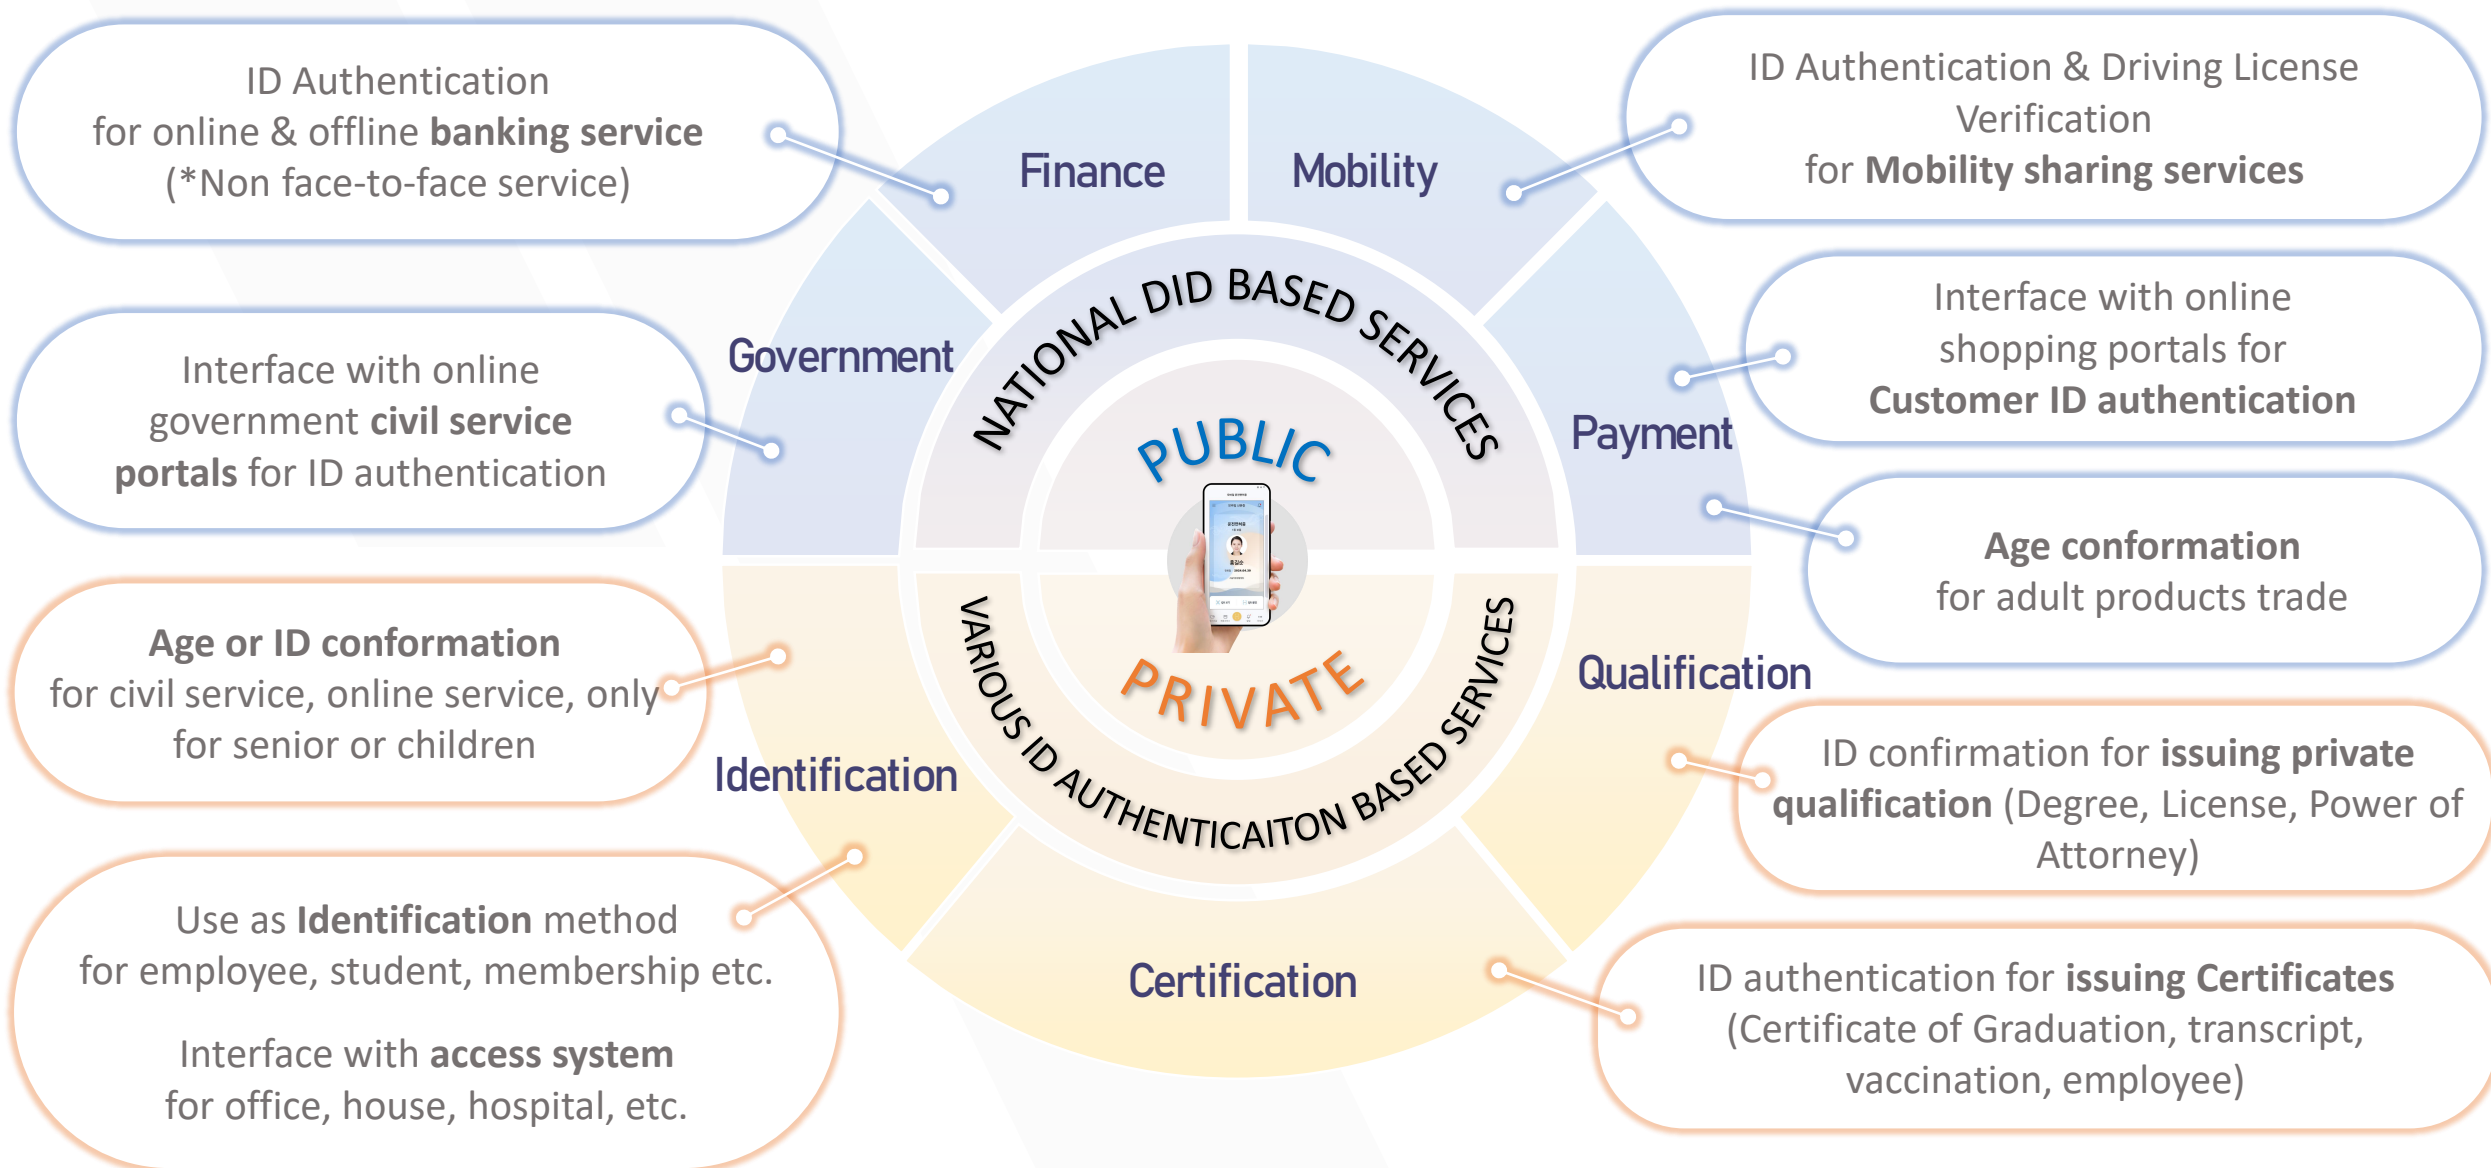 ID Authentication
for online & offline banking service
(*Non face-to-face service)
ID Authentication & Driving License
Verification
for Mobility sharing services
Finance
Mobility
Interface with online
government civil service
portals for ID authentication
Government
NATIONAL DID BASED SERVICES
Payment
Interface with online
shopping portals for
Customer ID authentication
Age conformation
for adult products trade
PUBLIC
홍길순
PRIVATE
VARIOUS ID AUTHENTICAITON BASED SERVICES
Age or ID conformation
for civil service, online service, only
for senior or children
Identification
Qualification
ID confirmation for issuing private
qualification (Degree, License, Power of
Attorney)
Use as Identification method
for employee, student, membership etc.
Interface with access system
for office, house, hospital, etc.
Certification
ID authentication for issuing Certificates
(Certificate of Graduation, transcript,
vaccination, employee)